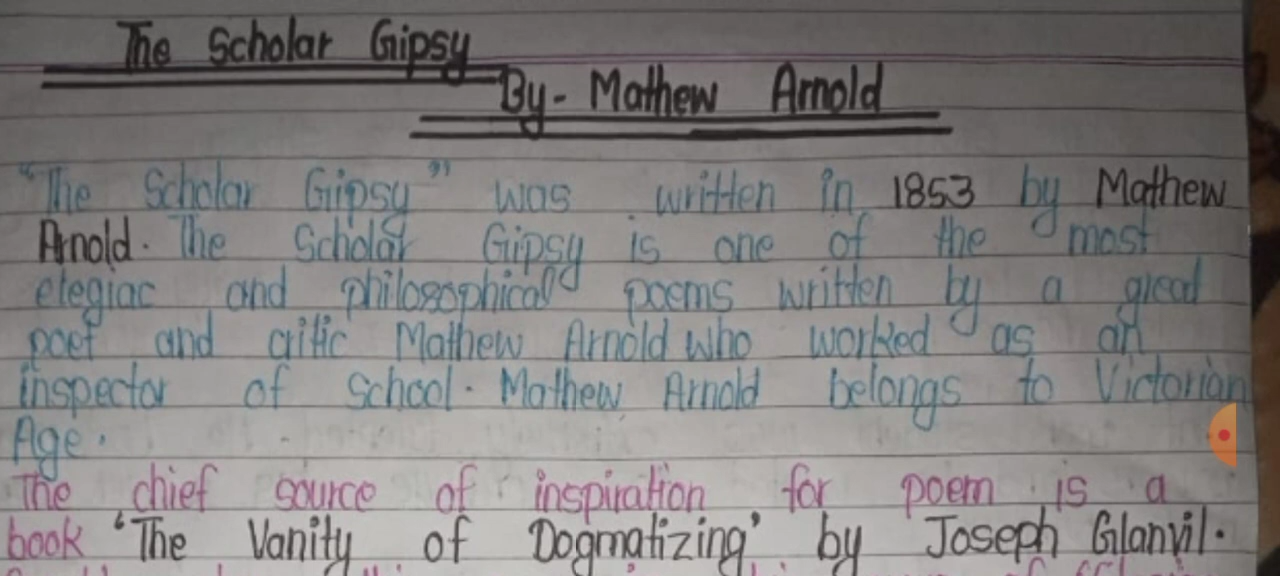 The Scholar Gipsy
By- Mathew Arnold
"The Scholar Gipsy" was written in 1853 by Mathew
Arnold. The Scholar Gipsy is one of the most
elegiac and philosophical poems written by a great
poet and critic Mathew Arnold who worked as an
inspector of School. Mathew Arnold belongs to Victorian
Age.
The chief source of inspiration for poem is a
book 'The Vanity of Dogmatizing' by Joseph Glanvil.